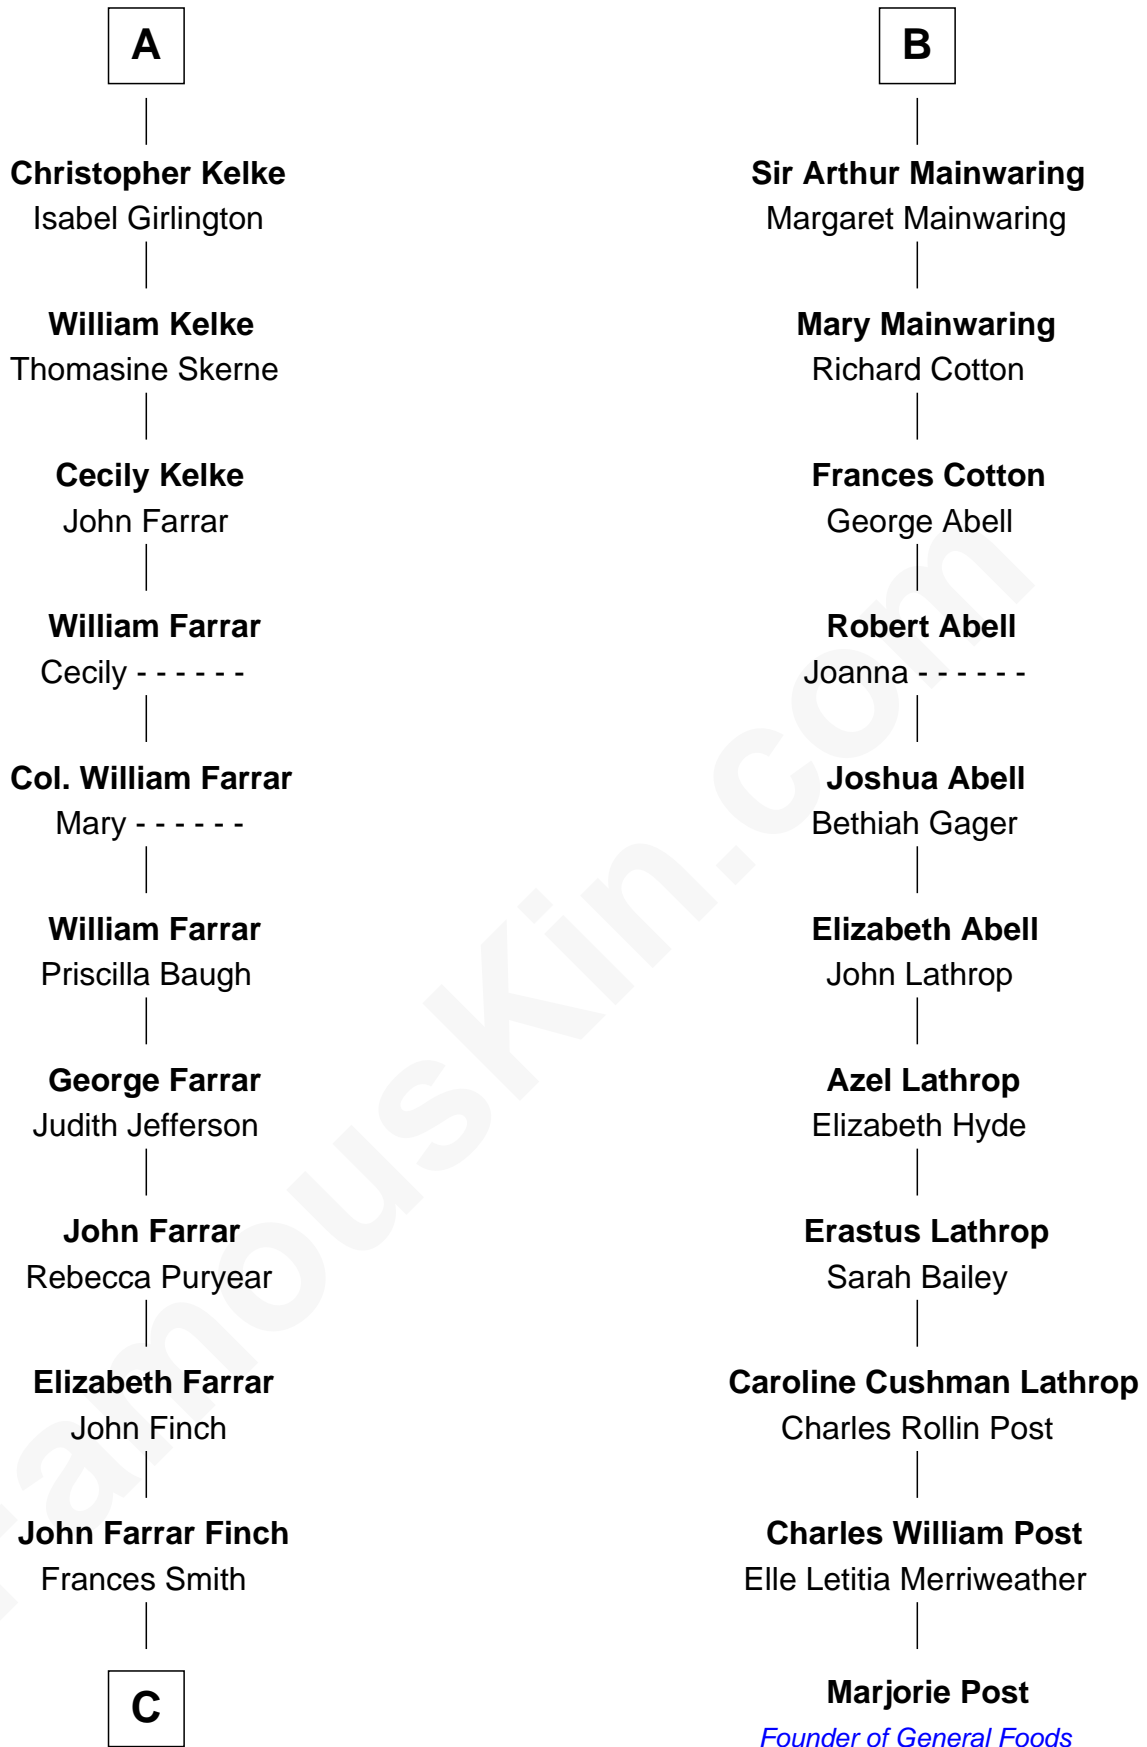 A
Christopher Kelke
Isabel Girlington
William Kelke
Thomasine Skerne
Cecily Kelke
John Farrar
William Farrar
Cecily - - - - - -
Col. William Farrar
Mary - - - - - -
William Farrar
Priscilla Baugh
George Farrar
Judith Jefferson
John Farrar
Rebecca Puryear
Elizabeth Farrar
John Finch
John Farrar Finch
Frances Smith
C
B
Sir Arthur Mainwaring
Margaret Mainwaring
Mary Mainwaring
Richard Cotton
Frances Cotton
George Abell
Robert Abell
Joanna - - - - - -
Joshua Abell
Bethiah Gager
Elizabeth Abell
John Lathrop
Azel Lathrop
Elizabeth Hyde
Erastus Lathrop
Sarah Bailey
Caroline Cushman Lathrop
Charles Rollin Post
Charles William Post
Elle Letitia Merriweather
Marjorie Post
Founder of General Foods
FamousKin.com